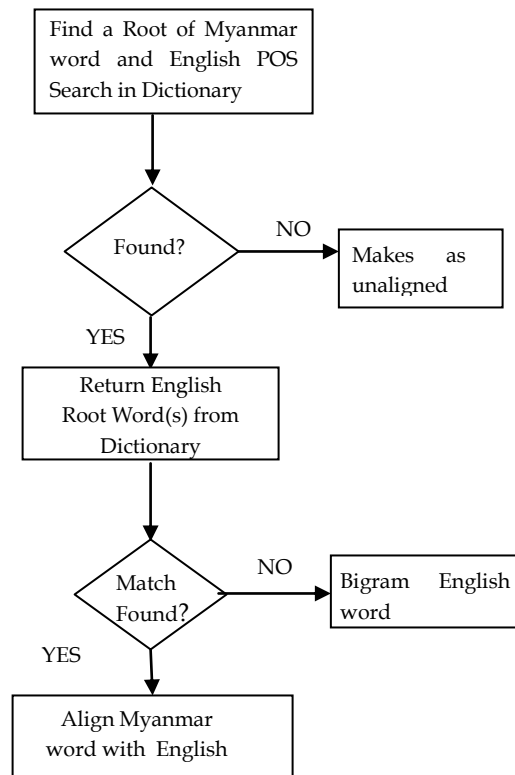 Find a Root of Myanmar
word and English POS
Search in Dictionary
Found?
NO
Makes as
unaligned
YES
Return English
Root Word(s) from
Dictionary
Match
Found?
NO
Bigram English
word
YES
Align Myanmar
word with English